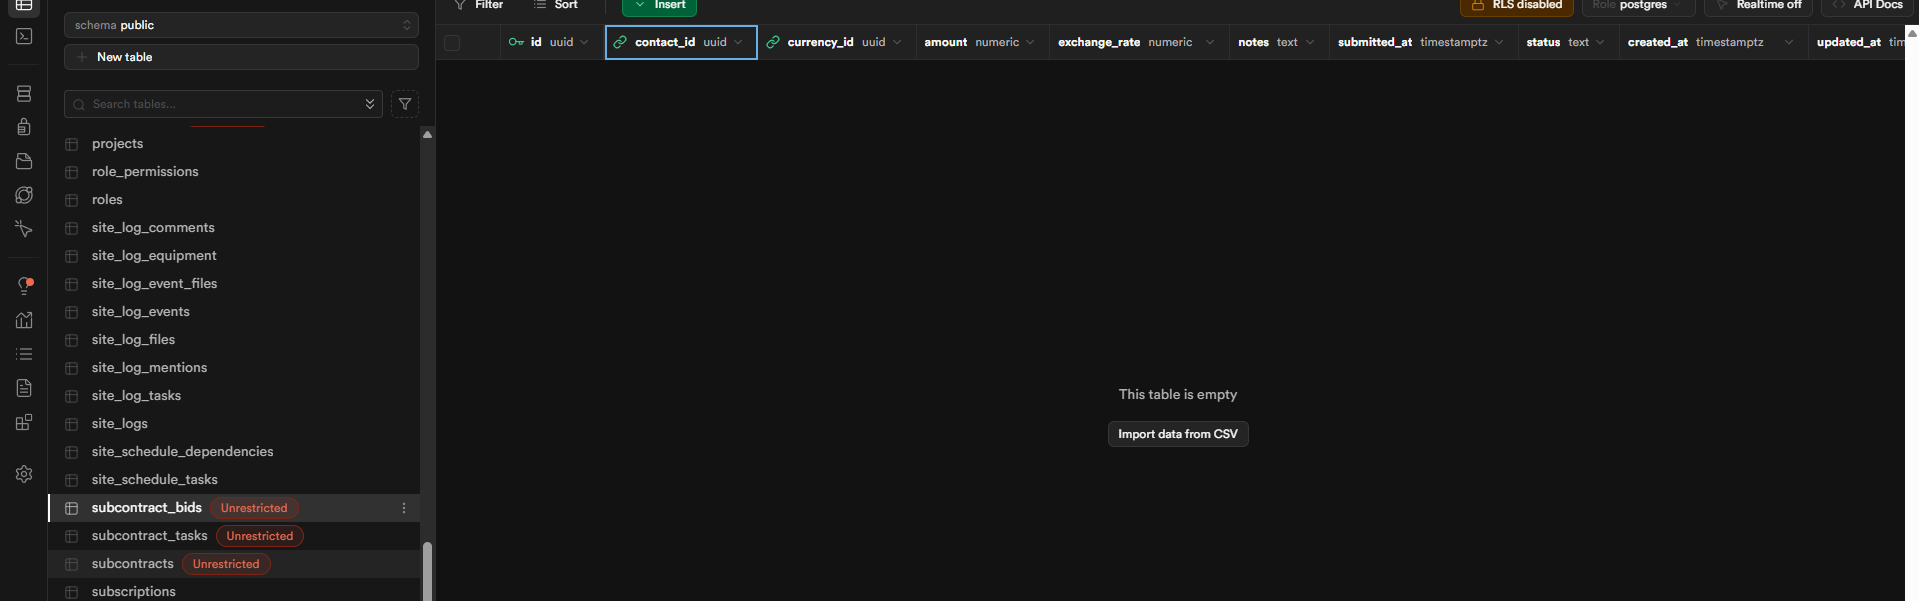 Filter Sort Insert RLS disabled Role postgres Realtime off API Docs
schema public
New table
Search tables...
id uuid contact_id uuid currency_id uuid amount numeric exchange_rate numeric notes text submitted_at timestamptz status text created_at timestamptz updated_at tim
projects
role_permissions
roles
site_log_comments
site_log_equipment
site_log_event_files
site_log_events
site_log_files
site_log_mentions
site_log_tasks
site_logs
site_schedule_dependencies
site_schedule_tasks
subcontract_bids Unrestricted
subcontract_tasks Unrestricted
subcontracts Unrestricted
subscriptions
This table is empty
Import data from CSV